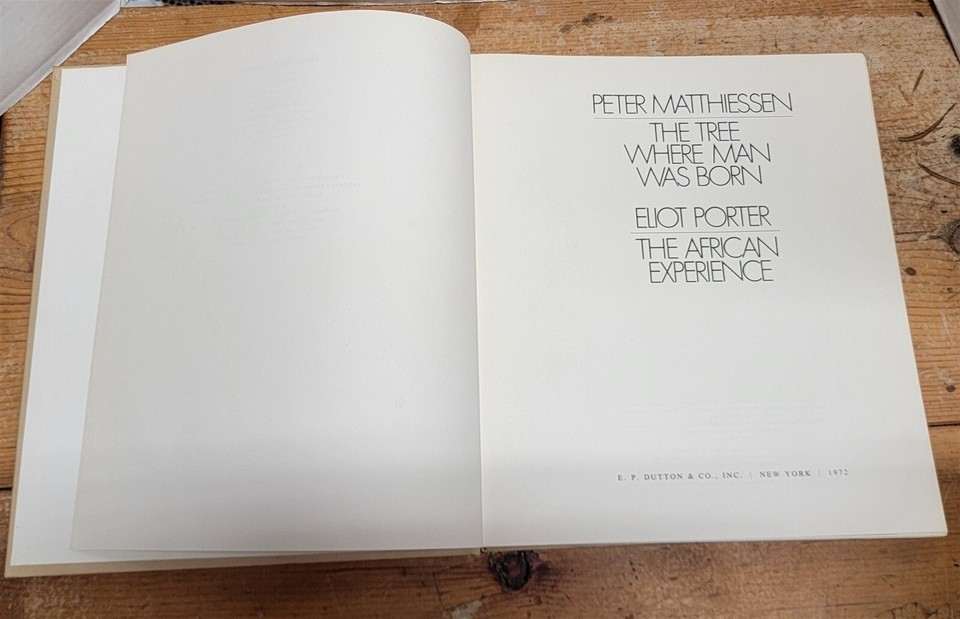 PETER MATTHIESSEN
THE TREE
WHERE MAN
WAS BORN
ELIOT PORTER
THE AFRICAN
EXPERIENCE
E. P. DUTTON & CO., INC. | NEW YORK | 1972